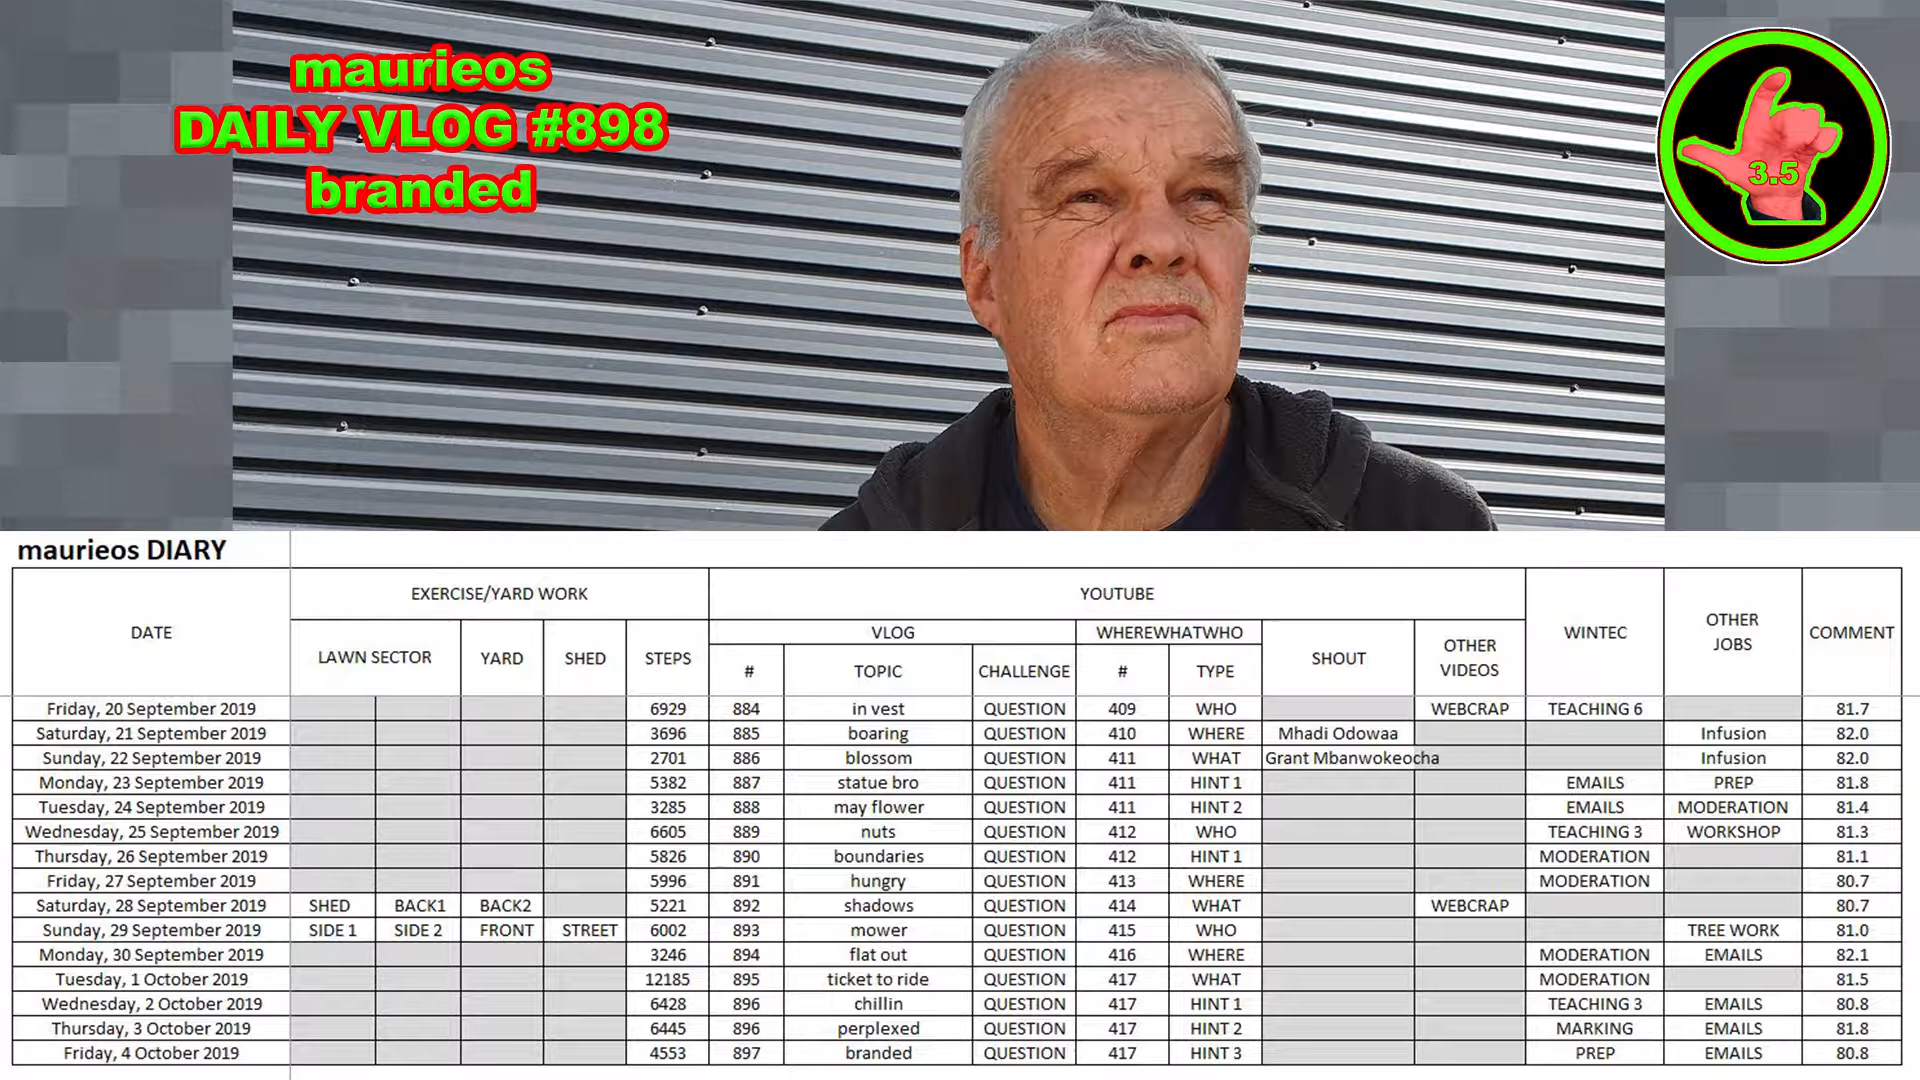 maurieos
DAILY VLOG #898
branded
3.5
maurieos DIARY
DATE EXERCISE/YARD WORK YOUTUBE WINTEC OTHER JOBS COMMENT
LAWN SECTOR YARD SHED STEPS VLOG WHEREWHATWHO SHOUT OTHER VIDEOS
# TOPIC CHALLENGE # TYPE
Friday, 20 September 2019 6929 884 in vest QUESTION 409 WHO WEBCRAP TEACHING 6 81.7
Saturday, 21 September 2019 3696 885 boaring QUESTION 410 WHERE Mhadi Odowaa Infusion 82.0
Sunday, 22 September 2019 2701 886 blossom QUESTION 411 WHAT Grant Mbanwokeocha Infusion 82.0
Monday, 23 September 2019 5382 887 statue bro QUESTION 411 HINT 1 EMAILS PREP 81.8
Tuesday, 24 September 2019 3285 888 may flower QUESTION 411 HINT 2 EMAILS MODERATION 81.4
Wednesday, 25 September 2019 6605 889 nuts QUESTION 412 WHO TEACHING 3 WORKSHOP 81.3
Thursday, 26 September 2019 5826 890 boundaries QUESTION 412 HINT 1 MODERATION 81.1
Friday, 27 September 2019 5996 891 hungry QUESTION 413 WHERE MODERATION 80.7
Saturday, 28 September 2019 SHED BACK1 BACK2 5221 892 shadows QUESTION 414 WHAT WEBCRAP 80.7
Sunday, 29 September 2019 SIDE 1 SIDE 2 FRONT STREET 6002 893 mower QUESTION 415 WHO TREE WORK 81.0
Monday, 30 September 2019 3246 894 flat out QUESTION 416 WHERE MODERATION EMAILS 82.1
Tuesday, 1 October 2019 12185 895 ticket to ride QUESTION 417 WHAT MODERATION 81.5
Wednesday, 2 October 2019 6428 896 chillin QUESTION 417 HINT 1 TEACHING 3 EMAILS 80.8
Thursday, 3 October 2019 6445 896 perplexed QUESTION 417 HINT 2 MARKING EMAILS 81.8
Friday, 4 October 2019 4553 897 branded QUESTION 417 HINT 3 PREP EMAILS 80.8